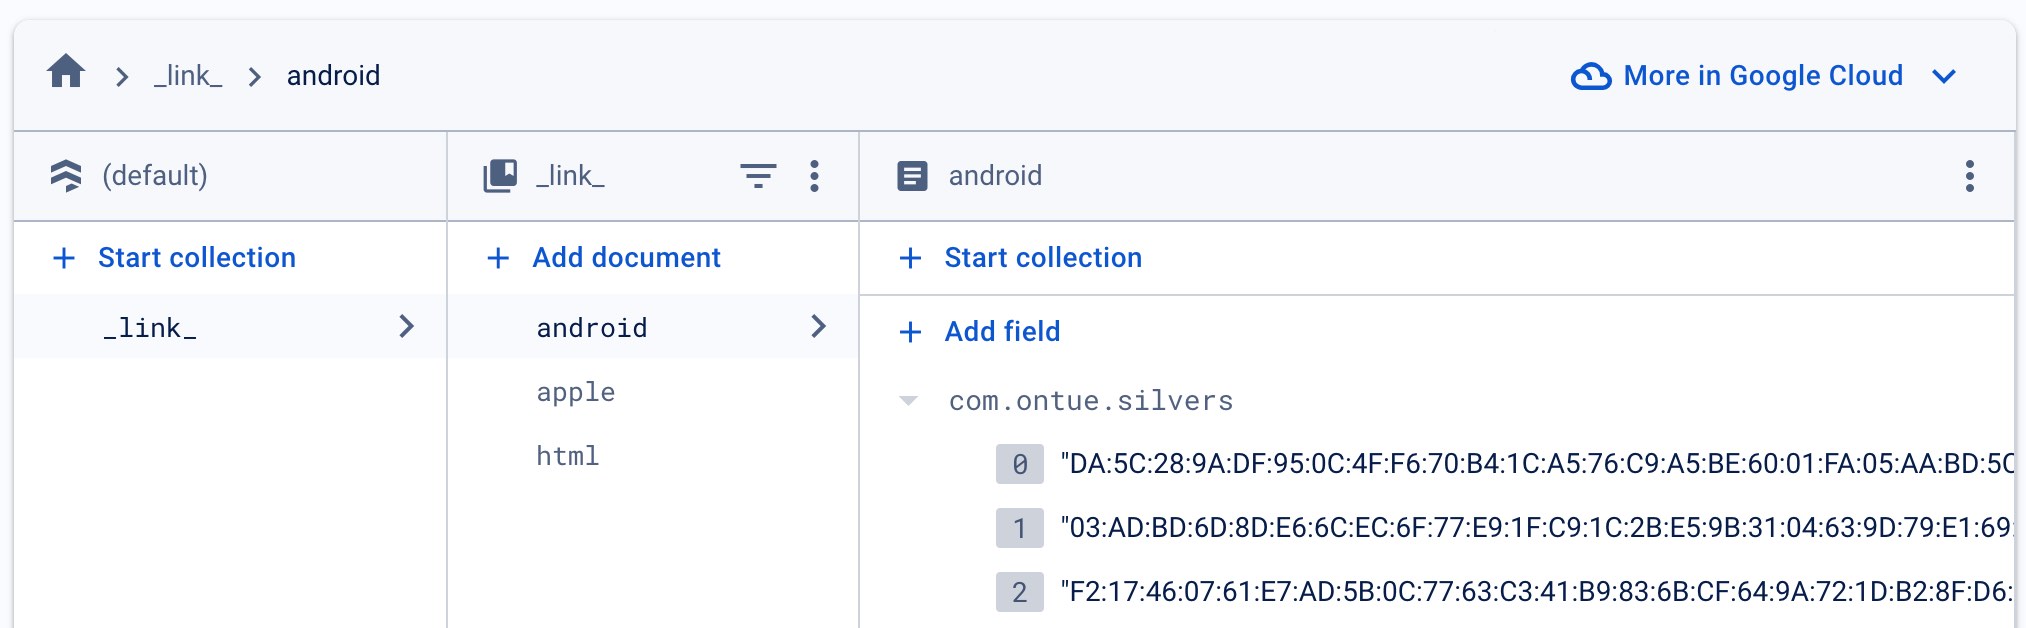 _link_ android
More in Google Cloud
(default)
_link_
android
Start collection
_link_
Add document
android
apple
html
Start collection
Add field
com.ontue.silvers
0 "DA:5C:28:9A:DF:95:0C:4F:F6:70:B4:1C:A5:76:C9:A5:BE:60:01:FA:05:AA:BD:5C
1 "03:AD:BD:6D:8D:E6:6C:EC:6F:77:E9:1F:C9:1C:2B:E5:9B:31:04:63:9D:79:E1:69:
2 "F2:17:46:07:61:E7:AD:5B:0C:77:63:C3:41:B9:83:6B:CF:64:9A:72:1D:B2:8F:D6: